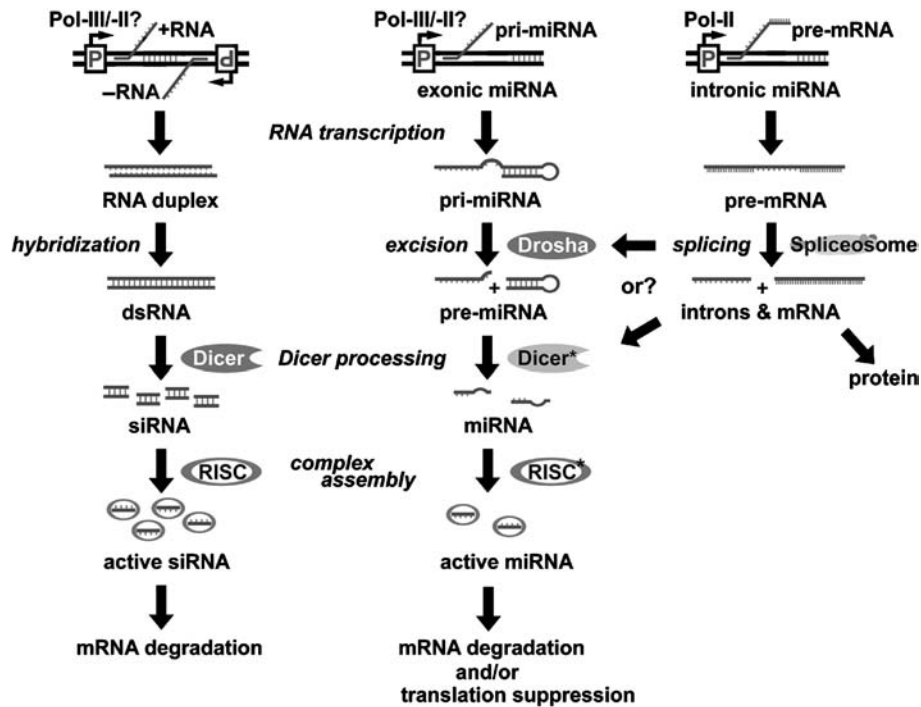 Pol-III/-II?
+RNA
P
P
–RNA
Pol-III/-II?
pri-miRNA
P
exonic miRNA
Pol-II
pre-mRNA
P
intronic miRNA
RNA transcription
RNA duplex
pri-miRNA
pre-mRNA
hybridization
excision
Drosha
splicing
Spliceosome
dsRNA
+
pre-miRNA
or?
+
introns & mRNA
Dicer
Dicer processing
Dicer*
protein
siRNA
miRNA
RISC
complex
assembly
RISC*
active siRNA
active miRNA
mRNA degradation
mRNA degradation
and/or
translation suppression